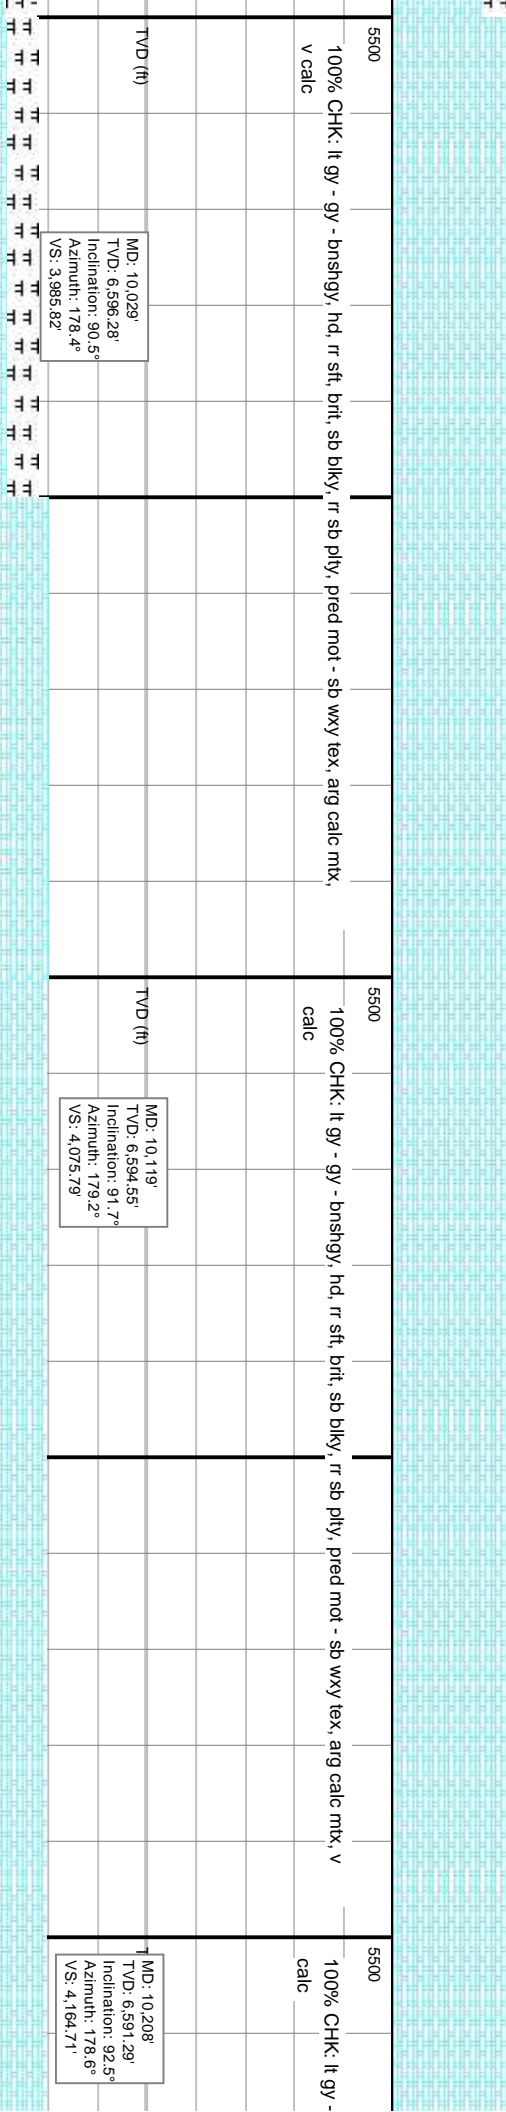 5500
100% CHK: lt gy - gy - bnshgy, hd, rr sft, brit, sb blky, rr sb plty, pred mot - sb wxy tex, arg calc mtx,
v calc
TVD (ft)
MD: 10,029'
TVD: 6,596.28'
Inclination: 90.5°
Azimuth: 178.4°
VS: 3,985.82'
5500
100% CHK: lt gy - gy - bnshgy, hd, rr sft, brit, sb blky, rr sb plty, pred mot - sb wxy tex, arg calc mtx, v
calc
TVD (ft)
MD: 10,119'
TVD: 6,594.55'
Inclination: 91.7°
Azimuth: 179.2°
VS: 4,075.79'
5500
100% CHK: lt gy -
calc
MD: 10,208'
TVD: 6,591.29'
Inclination: 92.5°
Azimuth: 178.6°
VS: 4,164.71'